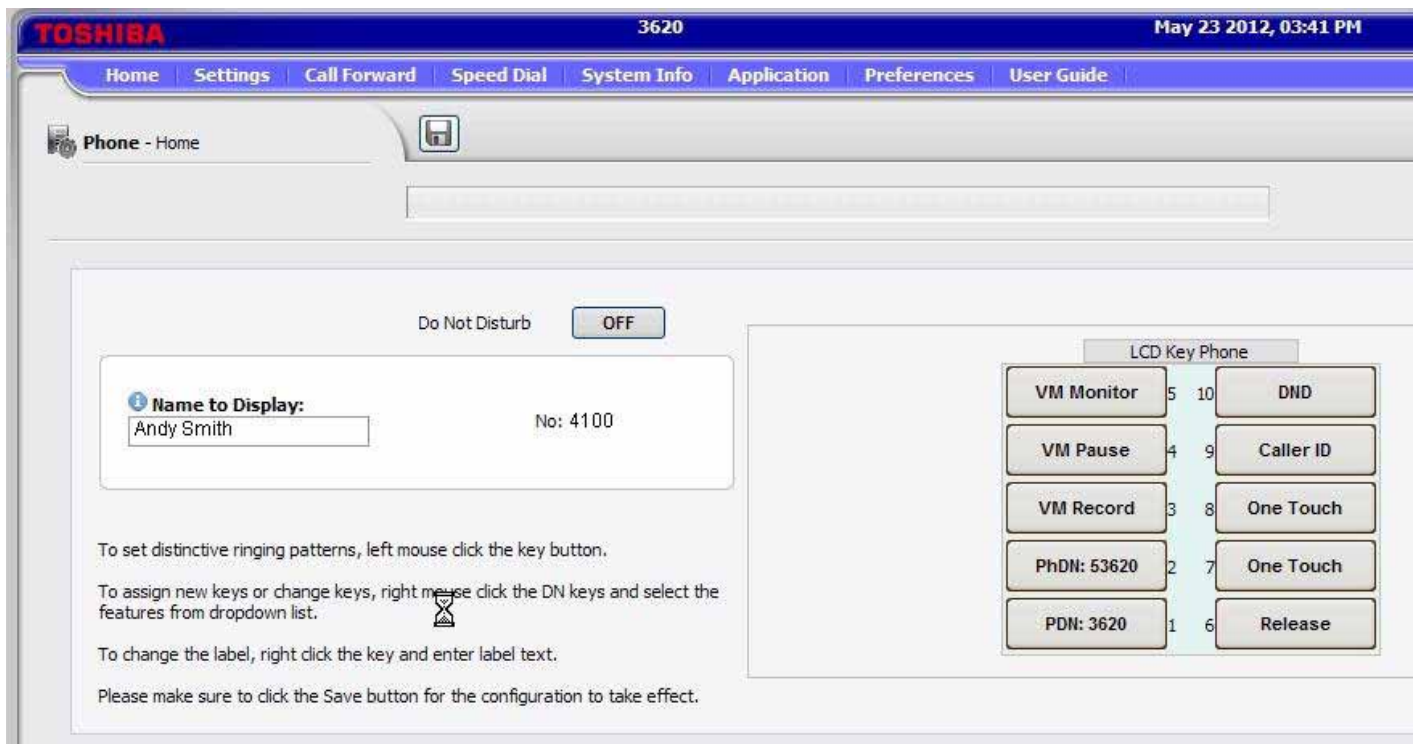 TOSHIBA 3620 May 23 2012, 03:41 PM
Home Settings Call Forward Speed Dial System Info Application Preferences User Guide
Phone - Home
Do Not Disturb OFF
Name to Display:
Andy Smith
No: 4100
To set distinctive ringing patterns, left mouse click the key button.
To assign new keys or change keys, right mouse click the DN keys and select the
features from dropdown list.
To change the label, right click the key and enter label text.
Please make sure to click the Save button for the configuration to take effect.
LCD Key Phone
VM Monitor 5 10 DND
VM Pause 4 9 Caller ID
VM Record 3 8 One Touch
PhDN: 53620 2 7 One Touch
PDN: 3620 1 6 Release